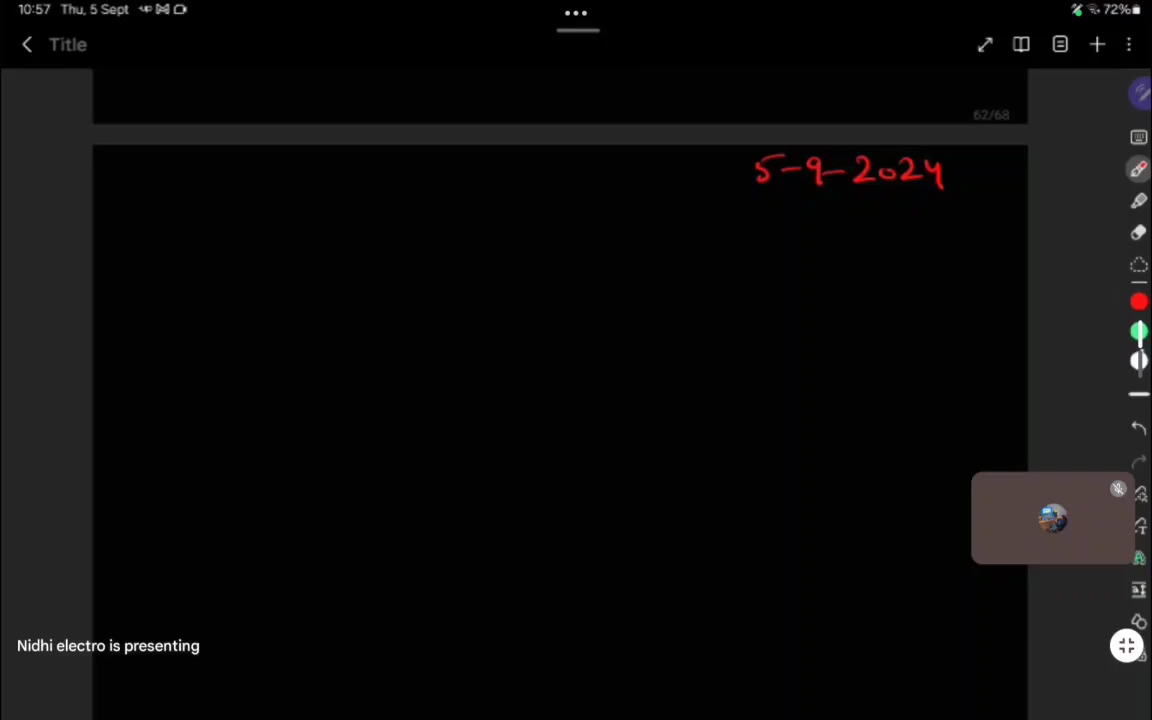 10:57 Thu, 5 Sept 72%
Title
62/68
5-9-2024
Nidhi electro is presenting